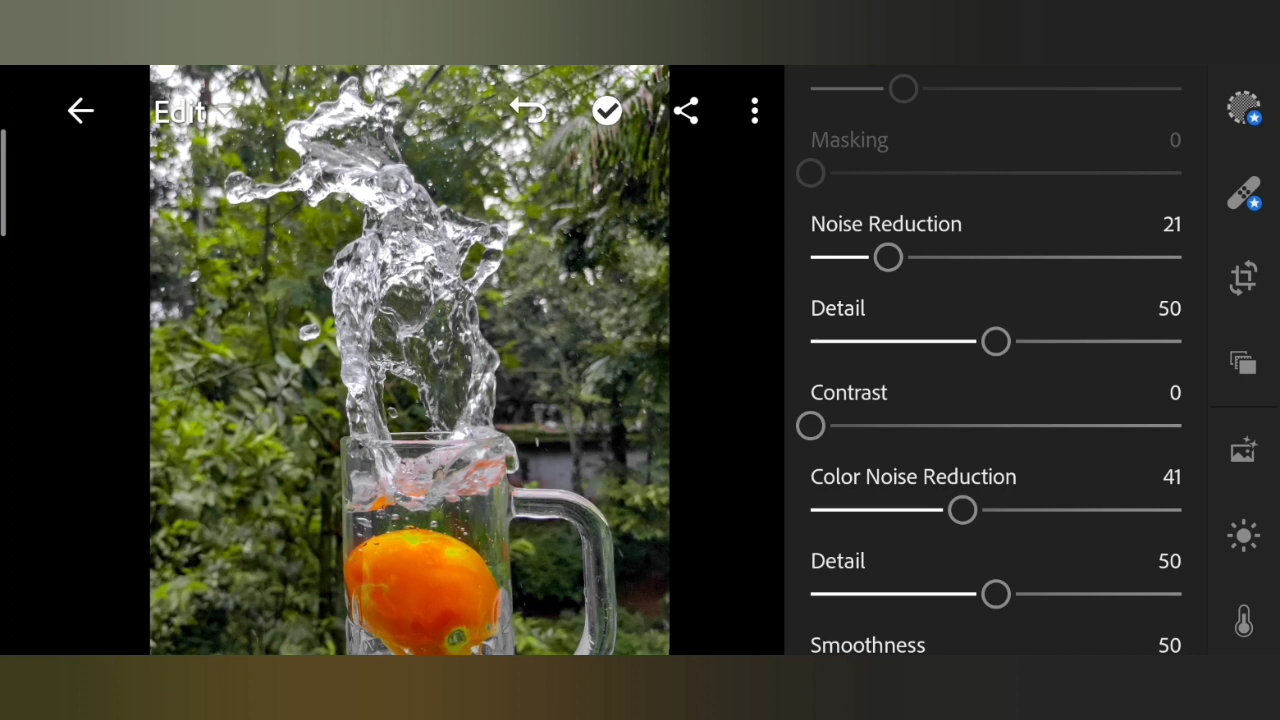 Edit
Masking 0
Noise Reduction 21
Detail 50
Contrast 0
Color Noise Reduction 41
Detail 50
Smoothness 50